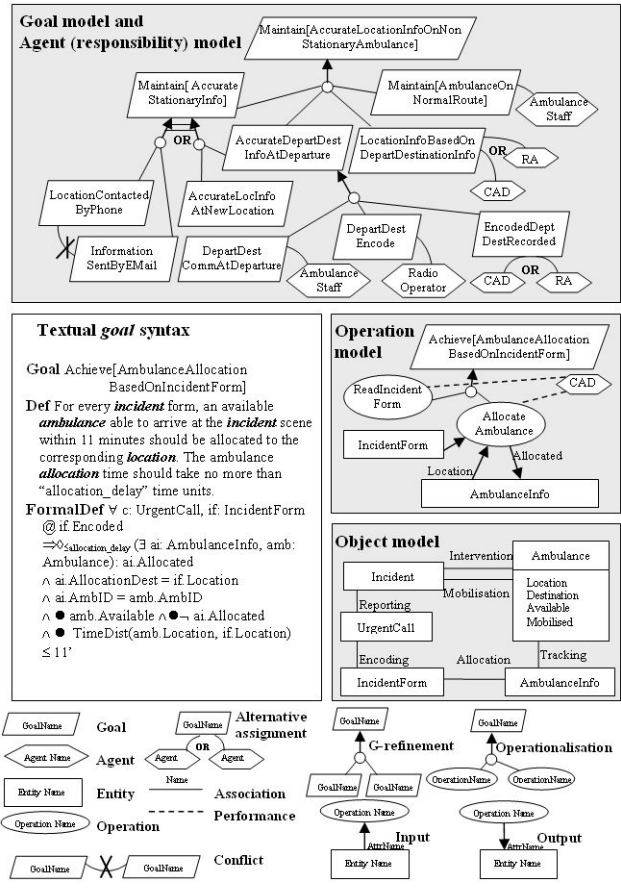 Goal model and
Agent (responsibility) model
Maintain[AccurateLocationInfoOnNon
StationaryAmbulance]
Maintain[ Accurate
StationaryInfo]
Maintain[AmbulanceOn
NormalRoute]
Ambulance
Staff
OR
AccurateDepartDest
InfoAtDeparture
LocationInfoBasedOn
DepartDestinationInfo
OR
RA
CAD
LocationContacted
ByPhone
AccurateLocInfo
AtNewLocation
Information
SentByEMail
DepartDest
CommAtDeparture
Ambulance
Staff
DepartDest
Encode
Radio
Operator
EncodedDept
DestRecorded
CAD
OR
RA
Textual goal syntax
Goal Achieve[AmbulanceAllocation
BasedOnIncidentForm]
Def For every incident form, an available
ambulance able to arrive at the incident scene
within 11 minutes should be allocated to the
corresponding location. The ambulance
allocation time should take no more than
“allocation_delay” time units.
FormalDef ∀ c: UrgentCall, if: IncidentForm
@ if.Encoded
⇒◊≤allocation_delay (∃ ai: AmbulanceInfo, amb:
Ambulance): ai.Allocated
∧ ai.AllocationDest = if.Location
∧ ai.AmbID = amb.AmbID
∧ ● amb.Available ∧●¬ ai.Allocated
∧ ● TimeDist(amb.Location, if.Location)
≤ 11’
Operation
model
Achieve[AmbulanceAllocation
BasedOnIncidentForm]
ReadIncident
Form
CAD
Allocate
Ambulance
IncidentForm
Location
Allocated
AmbulanceInfo
Object model
Intervention
Ambulance
Incident
Mobilisation
Location
Destination
Available
Mobilised
Reporting
UrgentCall
Encoding
Allocation
Tracking
IncidentForm
AmbulanceInfo
GoalName
Goal
GoalName
Alternative
assignment
OR
Agent
Agent
Agent Name
Agent
Entity Name
Entity
Name
Association
Performance
Operation Name
Operation
GoalName
GoalName
Conflict
GoalName
G-refinement
GoalName
GoalName
GoalName
Operationalisation
OperationName
OperationName
Operation Name
Input
AttrName
Entity Name
Operation Name
Output
AttrName
Entity Name